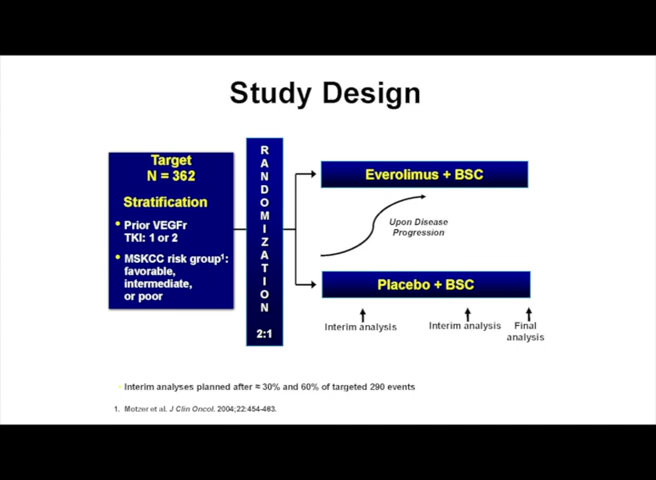 Study Design
Target
N = 362
Stratification
• Prior VEGFr
TKI: 1 or 2
• MSKCC risk group¹:
favorable,
intermediate,
or poor
RANDOMIZATION
2:1
Everolimus + BSC
Upon Disease
Progression
Placebo + BSC
Interim analysis
Interim analysis
Final
analysis
Interim analyses planned after ≈ 30% and 60% of targeted 290 events
1. Motzer et al. J Clin Oncol. 2004;22:454-463.